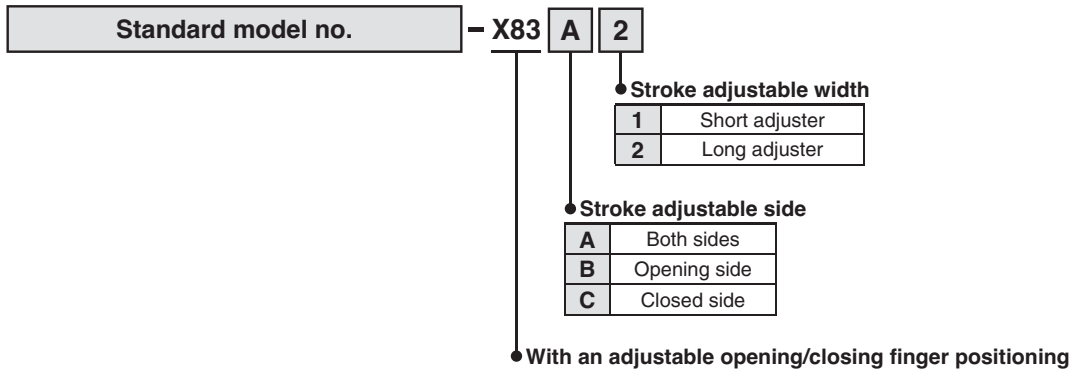 Standard model no. - X83 A 2
Stroke adjustable width
1 Short adjuster
2 Long adjuster
Stroke adjustable side
A Both sides
B Opening side
C Closed side
With an adjustable opening/closing finger positioning